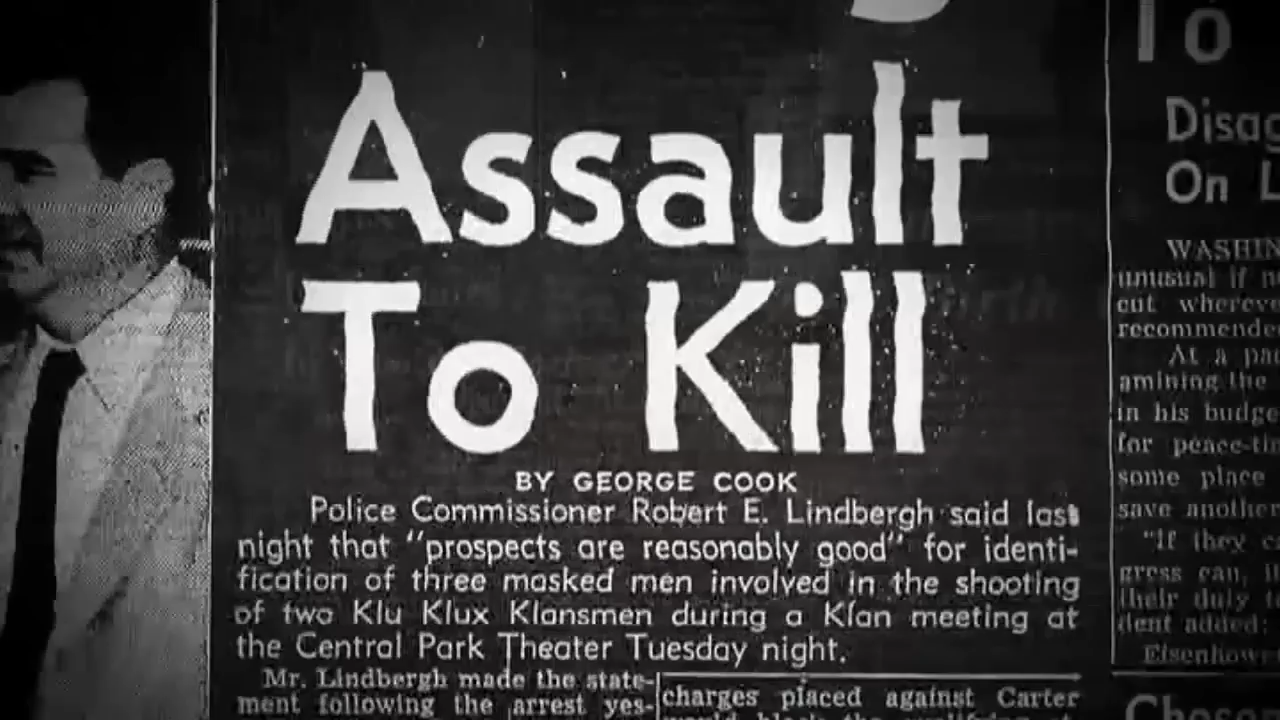 Assault
To Kill
BY GEORGE COOK
Police Commissioner Robert E. Lindbergh said last
night that "prospects are reasonably good" for identi-
fication of three masked men involved in the shooting
of two Klu Klux Klansmen during a Klan meeting at
the Central Park Theater Tuesday night.
Mr. Lindbergh made the state-
ment following the arrest yes-
charges placed against Carter
To
Disag
On L
WASHIN
unusual if
cut whereve
recommende
At a
amining the
in his budge
for peace-ti
some place
save another
"If they
gress can,
their duty
dent added:
Eisenhowe